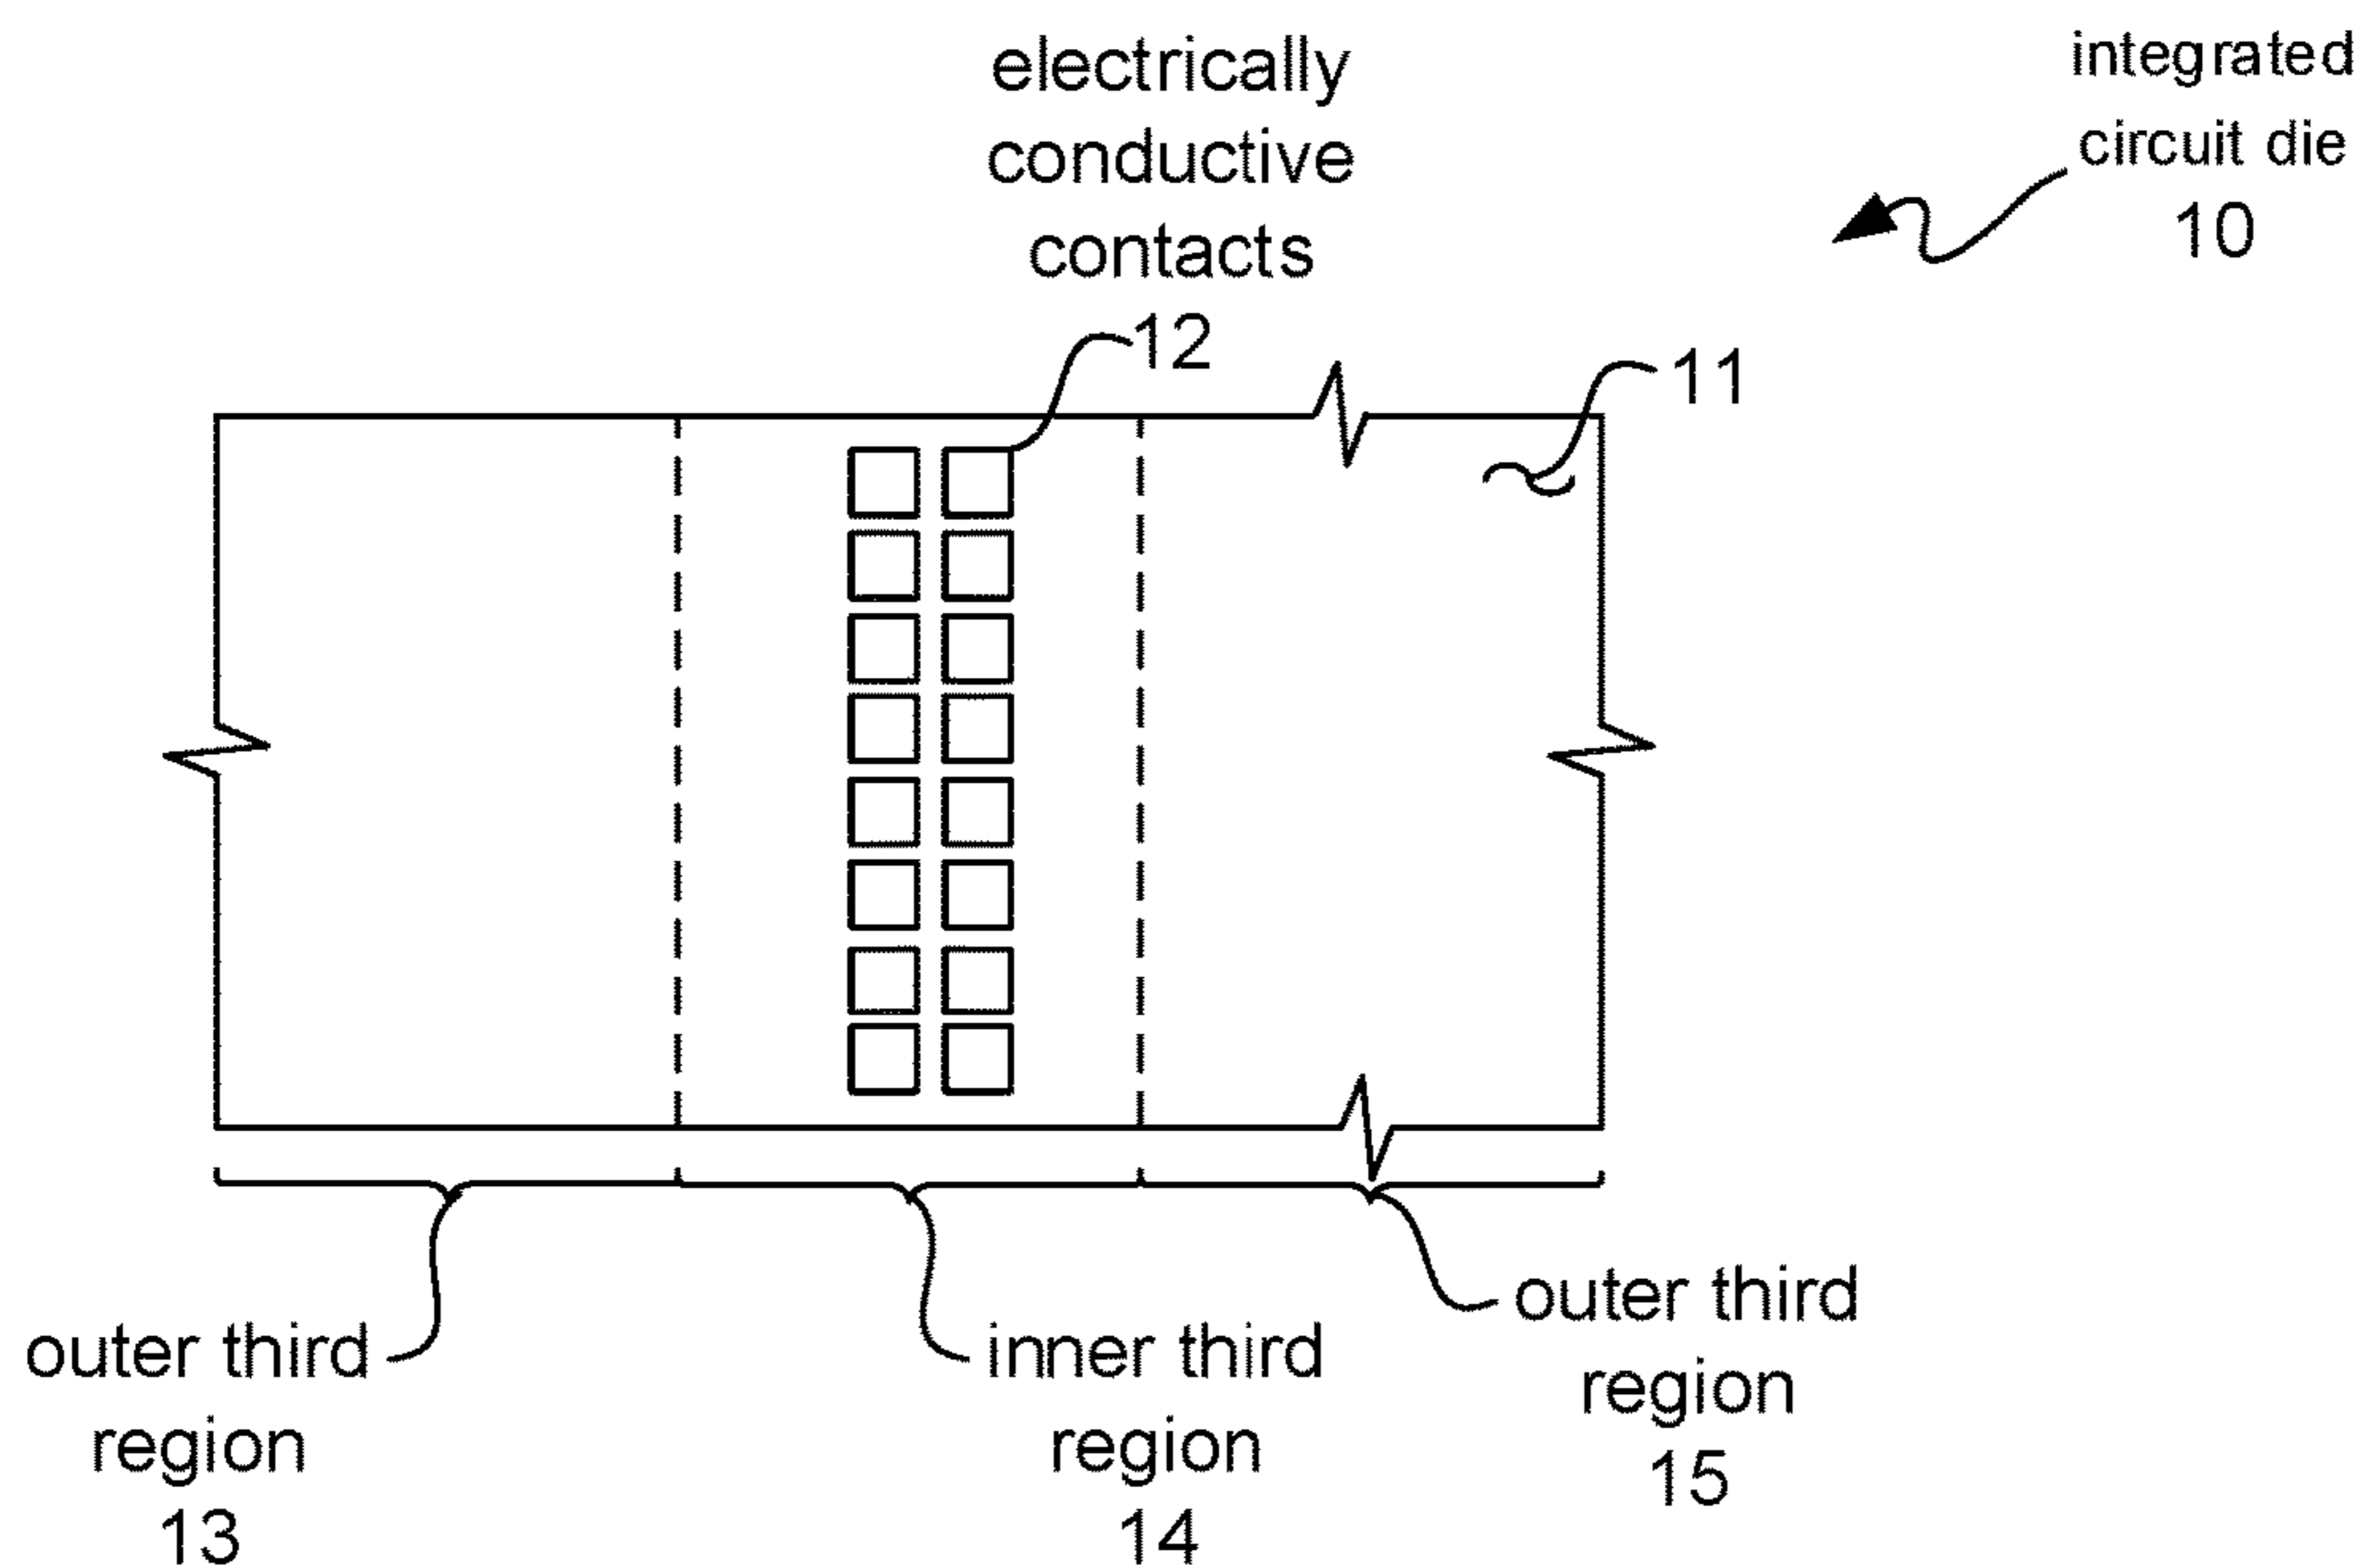 electrically
conductive
contacts
12
integrated
circuit die
10
11
outer third
region
13
inner third
region
14
outer third
region
15